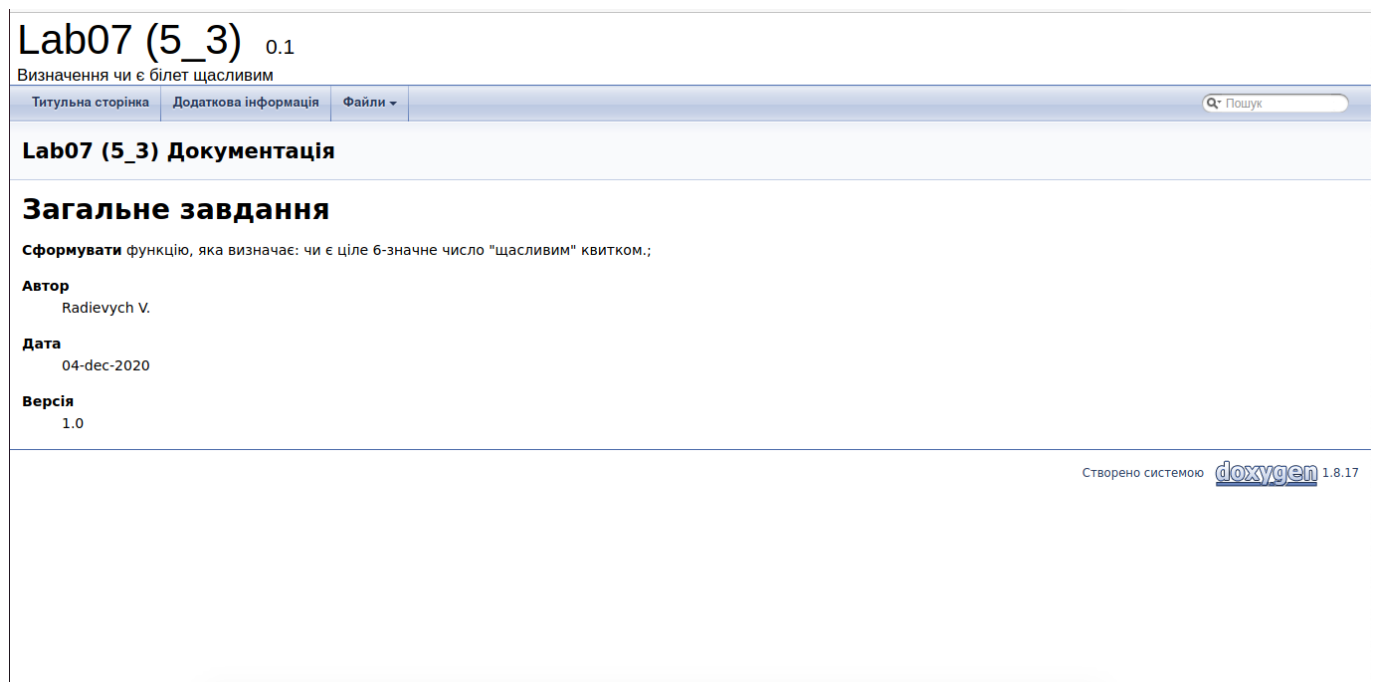 Lab07 (5_3) 0.1
Визначення чи є білет щасливим
Титульна сторінка Додаткова інформація Файли Пошук
Lab07 (5_3) Документація
Загальне завдання
Сформувати функцію, яка визначає: чи є ціле 6-значне число "щасливим" квитком.;
Автор
Radievych V.
Дата
04-dec-2020
Версія
1.0
Створено системою doxygen 1.8.17